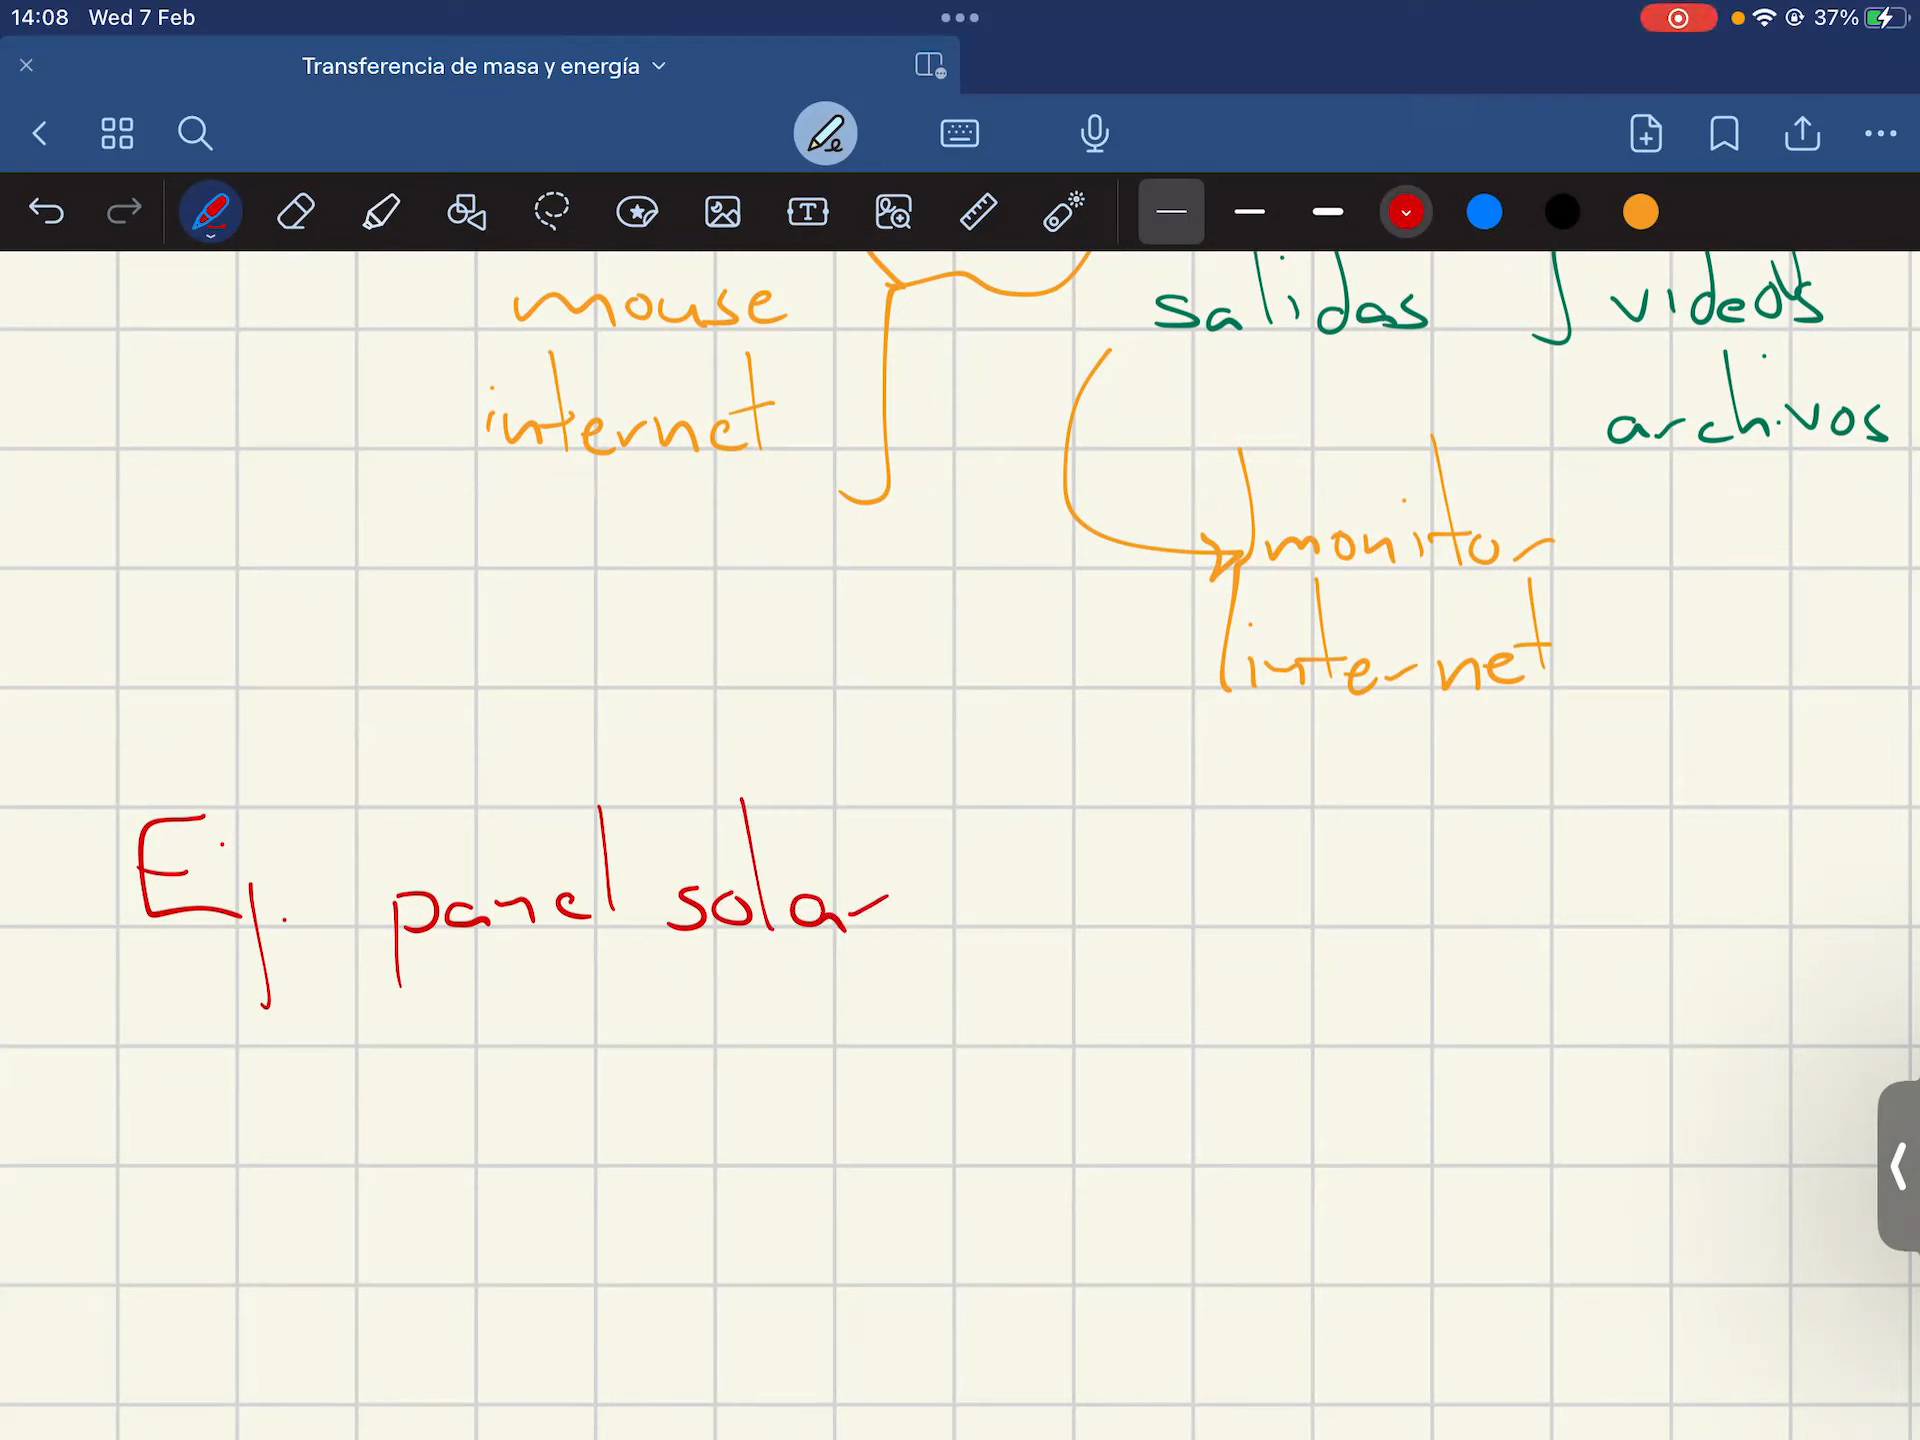 14:08 Wed 7 Feb 37%
Transferencia de masa y energía
mouse salidas videos
internet archivos
monitor
internet
Ej. panel solar